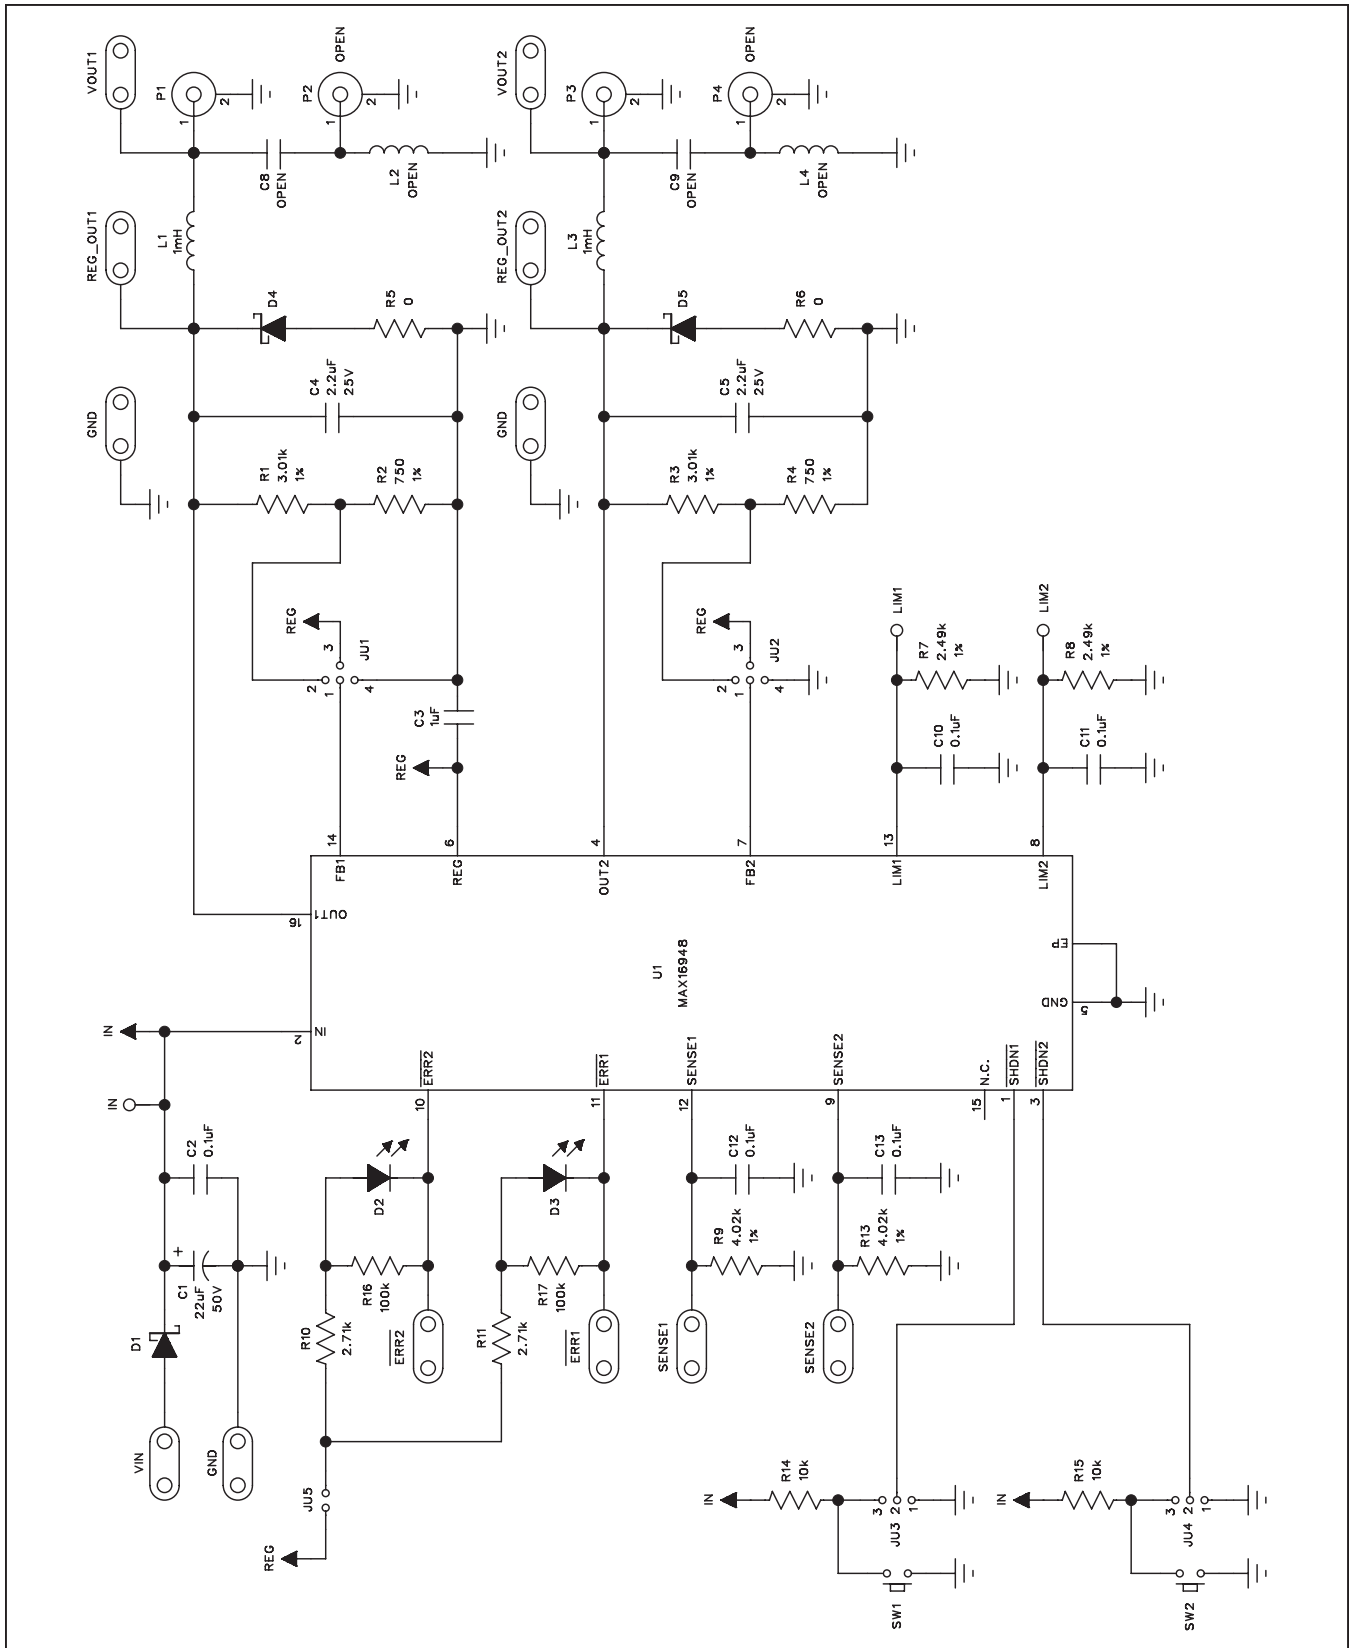 VOUT1
P1
1
2
P2
OPEN
1
2
C8
OPEN
L2
OPEN
REG_OUT1
L1
1mH
D4
R5
0
GND
C4
2.2uF
25V
R1
3.01k
1%
R2
750
1%
REG
JU1
2
1
3
4
REG
C3
1uF
VOUT2
P3
1
2
P4
OPEN
1
2
C9
OPEN
L4
OPEN
REG_OUT2
L3
1mH
D5
R6
0
GND
C5
2.2uF
25V
R3
3.01k
1%
R4
750
1%
REG
JU2
2
1
3
4
LIM1
R7
2.49k
1%
C10
0.1uF
LIM2
R8
2.49k
1%
C11
0.1uF
16
OUT1
14
FB1
6
REG
4
OUT2
7
FB2
13
LIM1
8
LIM2
U1
MAX16948
EP
GND
5
2
IN
ERR2
10
ERR1
11
SENSE1
12
SENSE2
9
N.C.
15
SHDN1
1
SHDN2
3
IN
IN
C2
0.1uF
+
C1
22uF
50V
D1
VIN
GND
D2
R16
100k
R10
2.71k
ERR2
D3
R17
100k
R11
2.71k
ERR1
JU5
REG
C12
0.1uF
R9
4.02k
1%
SENSE1
C13
0.1uF
R13
4.02k
1%
SENSE2
IN
R14
10k
3
2
1
JU3
SW1
IN
R15
10k
3
2
1
JU4
SW2